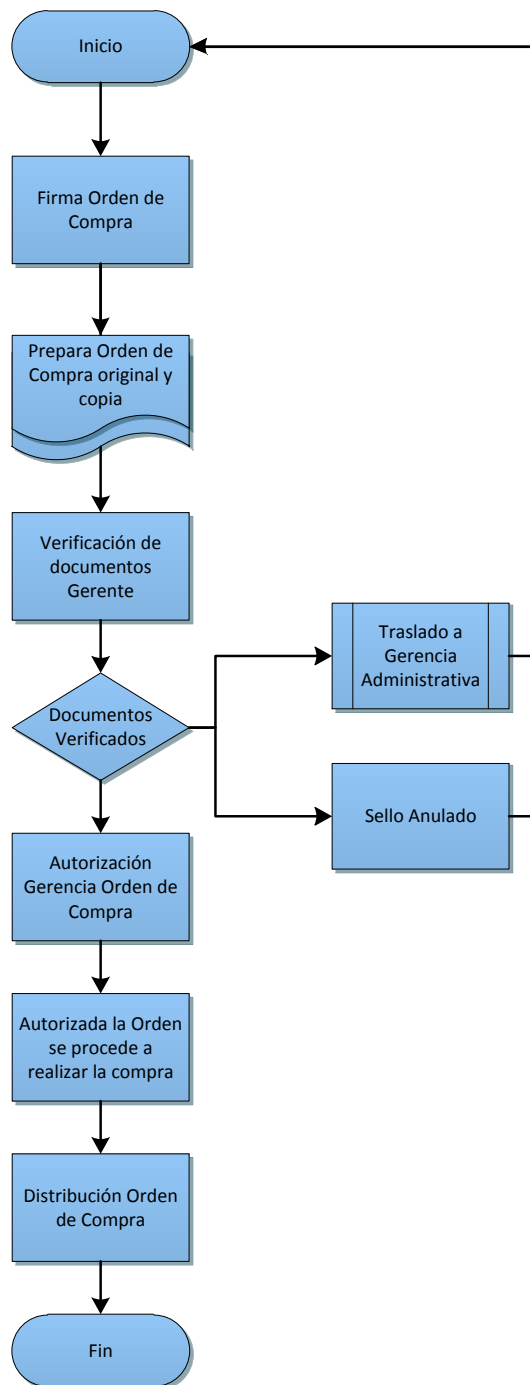 Inicio
Firma Orden de
Compra
Prepara Orden de
Compra original y
copia
Verificación de
documentos
Gerente
Documentos
Verificados
Traslado a
Gerencia
Administrativa
Sello Anulado
Autorización
Gerencia Orden de
Compra
Autorizada la Orden
se procede a
realizar la compra
Distribución Orden
de Compra
Fin